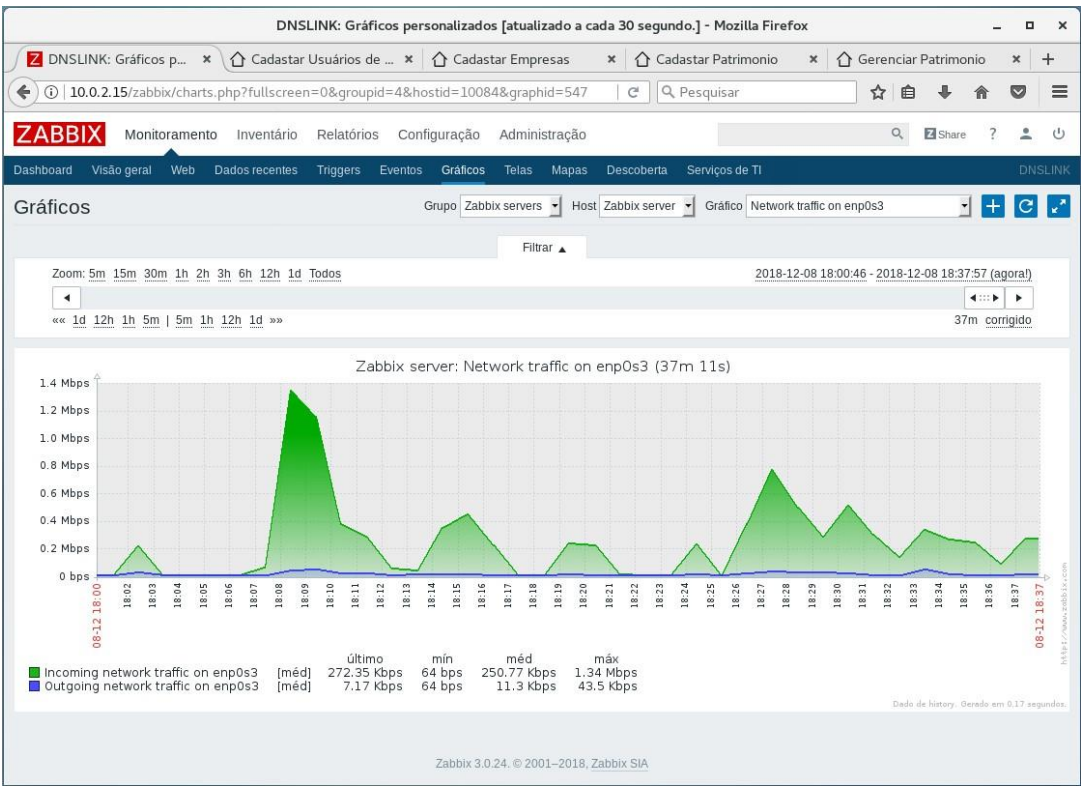 DNSLINK: Gráficos personalizados [atualizado a cada 30 segundo.] - Mozilla Firefox
DNSLINK: Gráficos p... Cadastar Usuários de ... Cadastar Empresas Cadastar Patrimonio Gerenciar Patrimonio
10.0.2.15/zabbix/charts.php?fullscreen=0&groupid=4&hostid=10084&graphid=547 Pesquisar
ZABBIX Monitoramento Inventário Relatórios Configuração Administração Z Share ?
Dashboard Visão geral Web Dados recentes Triggers Eventos Gráficos Telas Mapas Descoberta Serviços de TI DNSLINK
Gráficos Grupo Zabbix servers Host Zabbix server Gráfico Network traffic on enp0s3
Filtrar
Zoom: 5m 15m 30m 1h 2h 3h 6h 12h 1d Todos 2018-12-08 18:00:46 - 2018-12-08 18:37:57 (agora!)
«« 1d 12h 1h 5m | 5m 1h 12h 1d »» 37m corrigido
Zabbix server: Network traffic on enp0s3 (37m 11s)
1.4 Mbps
1.2 Mbps
1.0 Mbps
0.8 Mbps
0.6 Mbps
0.4 Mbps
0.2 Mbps
0 bps
08-12 18:00 18:02 18:03 18:04 18:05 18:06 18:07 18:08 18:09 18:10 18:11 18:12 18:13 18:14 18:15 18:16 18:17 18:18 18:19 18:20 18:21 18:22 18:23 18:24 18:25 18:26 18:27 18:28 18:29 18:30 18:31 18:32 18:33 18:34 18:35 18:36 18:37 08-12 18:37
http://www.zabbix.com
último mín méd máx
Incoming network traffic on enp0s3 [méd] 272.35 Kbps 64 bps 250.77 Kbps 1.34 Mbps
Outgoing network traffic on enp0s3 [méd] 7.17 Kbps 64 bps 11.3 Kbps 43.5 Kbps
Dado de history. Gerado em 0,17 segundos.
Zabbix 3.0.24. © 2001–2018, Zabbix SIA